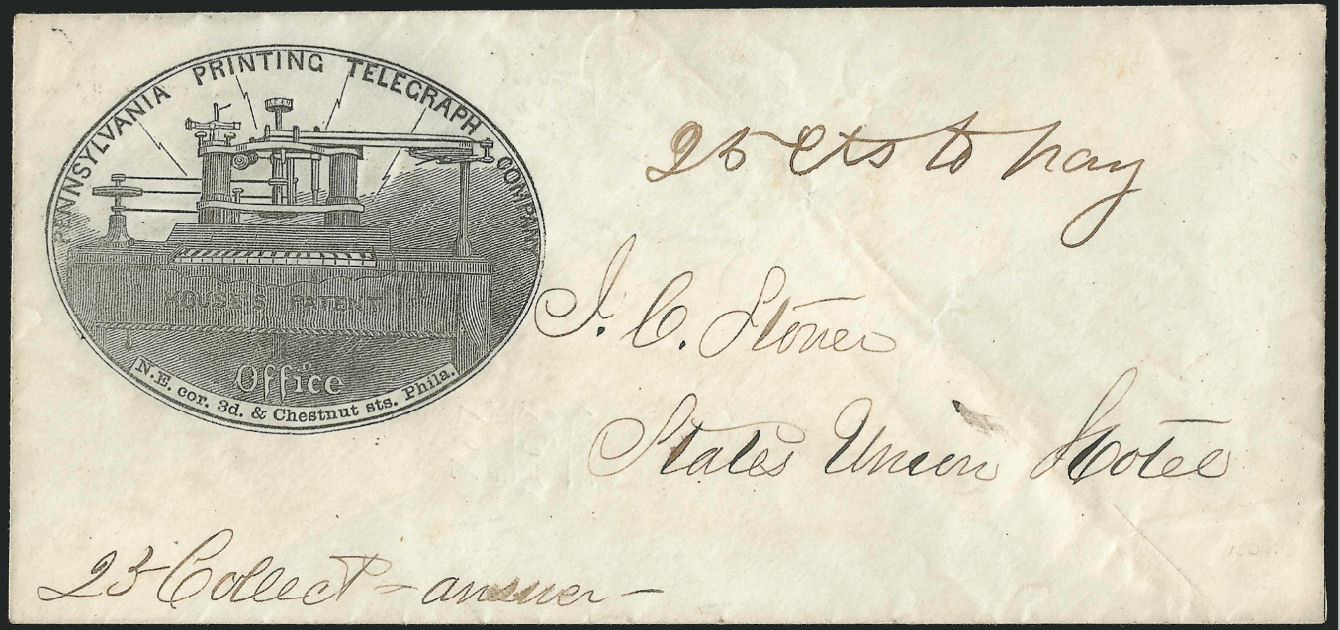 PENNSYLVANIA PRINTING TELEGRAPH COMPANY
HOUSE'S PATENT
Office
N.E. cor. 3d. & Chestnut sts. Phila.
25 Cts to pay
J. C. Stoner
States Union Hotel
25 Collect - answer -